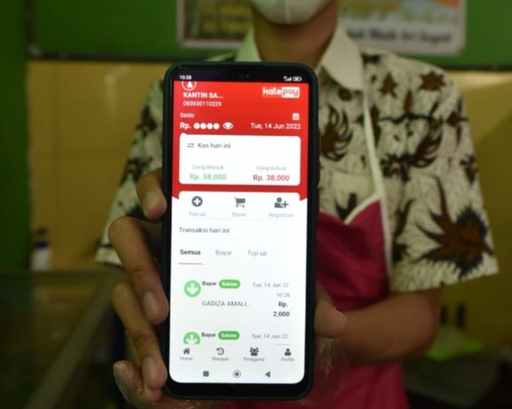 10:28
KANTIN SA...
katepay
Saldo
Rp. ●●●● Tue, 14 Jun 2022
Kas hari ini
Uang Masuk Uang Keluar
Rp. 58,000 Rp. 38,000
Top up Bayar Registrasi
Transaksi hari ini
Semua Bayar Top up
Bayar Sukses Tue, 14 Jun 22
10:26
GADIZA AMALI... Rp.
2,000
Bayar Sukses Tue, 14 Jun 22
Home Riwayat Pengguna Profile